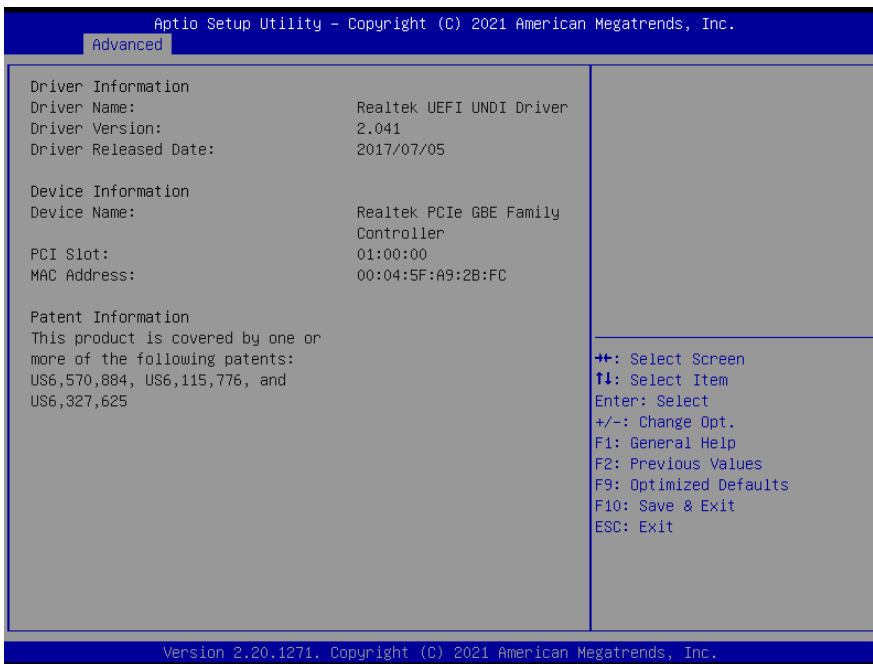 Aptio Setup Utility – Copyright (C) 2021 American Megatrends, Inc.
Advanced
Driver Information
Driver Name: Realtek UEFI UNDI Driver
Driver Version: 2.041
Driver Released Date: 2017/07/05
Device Information
Device Name: Realtek PCIe GBE Family
Controller
PCI Slot: 01:00:00
MAC Address: 00:04:5F:A9:2B:FC
Patent Information
This product is covered by one or
more of the following patents:
US6,570,884, US6,115,776, and
US6,327,625
→←: Select Screen
↑↓: Select Item
Enter: Select
+/-: Change Opt.
F1: General Help
F2: Previous Values
F9: Optimized Defaults
F10: Save & Exit
ESC: Exit
Version 2.20.1271. Copyright (C) 2021 American Megatrends, Inc.